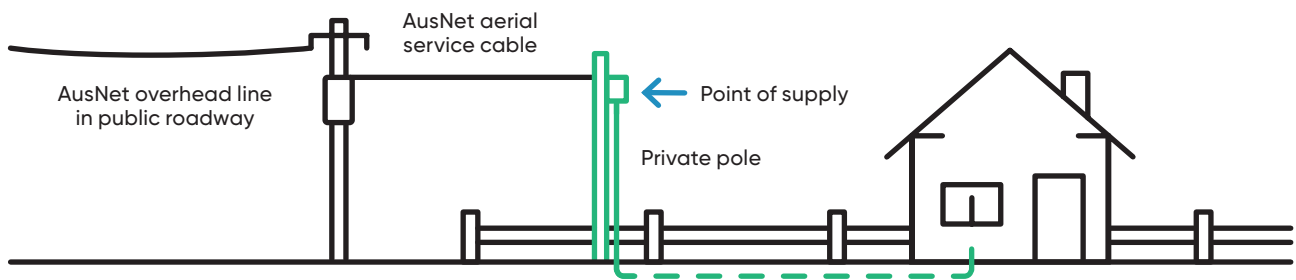 AusNet aerial
service cable
AusNet overhead line
in public roadway
Point of supply
Private pole